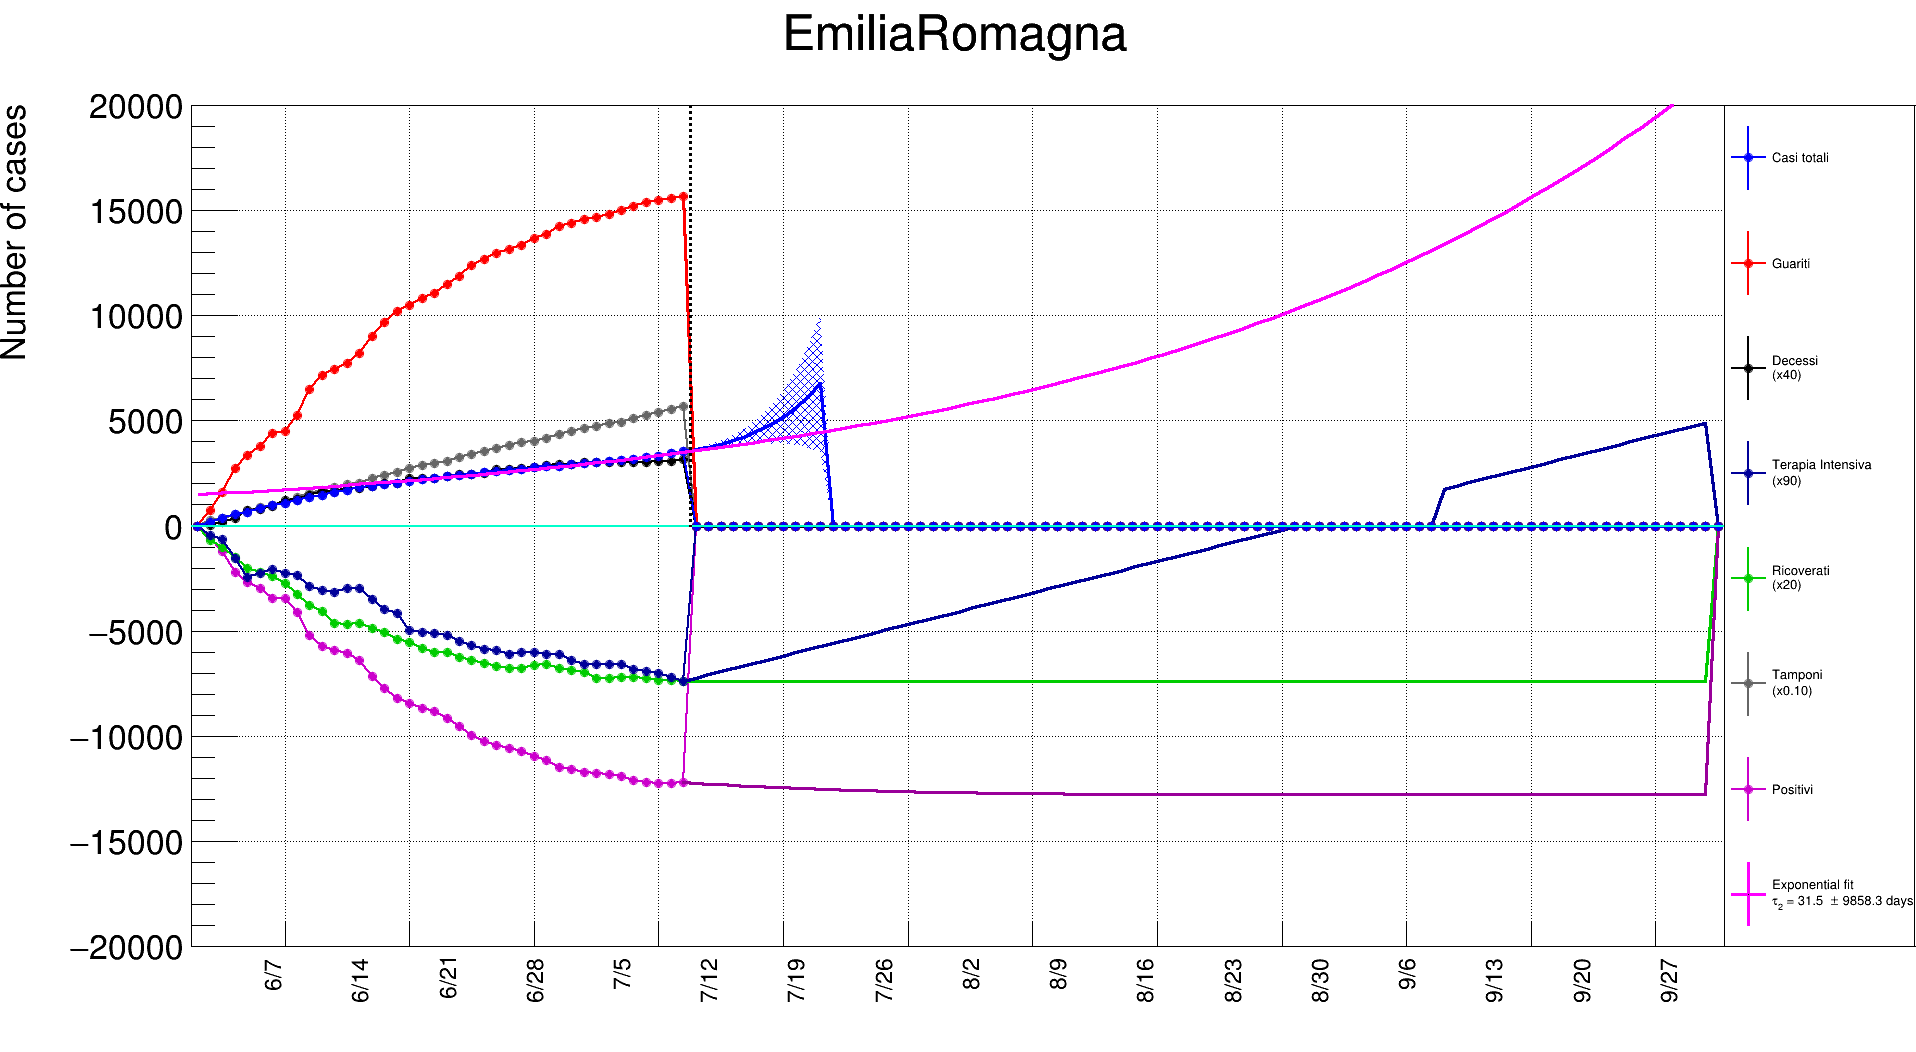 EmiliaRomagna
Number of cases
20000
15000
10000
5000
0
−5000
−10000
−15000
−20000
6/7
6/14
6/21
6/28
7/5
7/12
7/19
7/26
8/2
8/9
8/16
8/23
8/30
9/6
9/13
9/20
9/27
Casi totali
Guariti
Decessi
(x40)
Terapia Intensiva
(x90)
Ricoverati
(x20)
Tamponi
(x0.10)
Positivi
Exponential fit
τ2 = 31.5 ± 9858.3 days